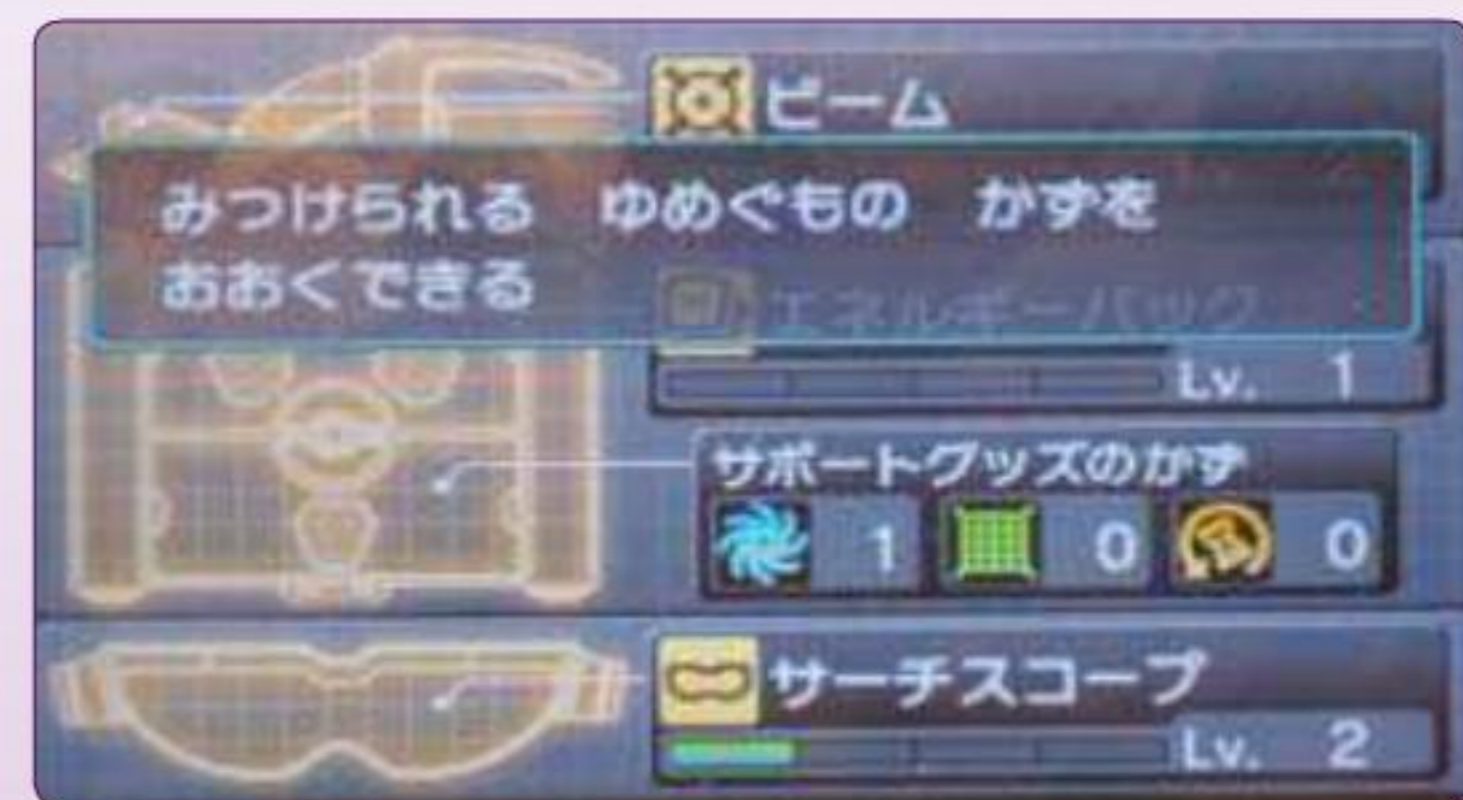 ビーム
みつけられる ゆめぐもの かずを
おおくできる
エネルギーパック
Lv. 1
サポートグッズのかず
1 0 0
サーチスコープ
Lv. 2